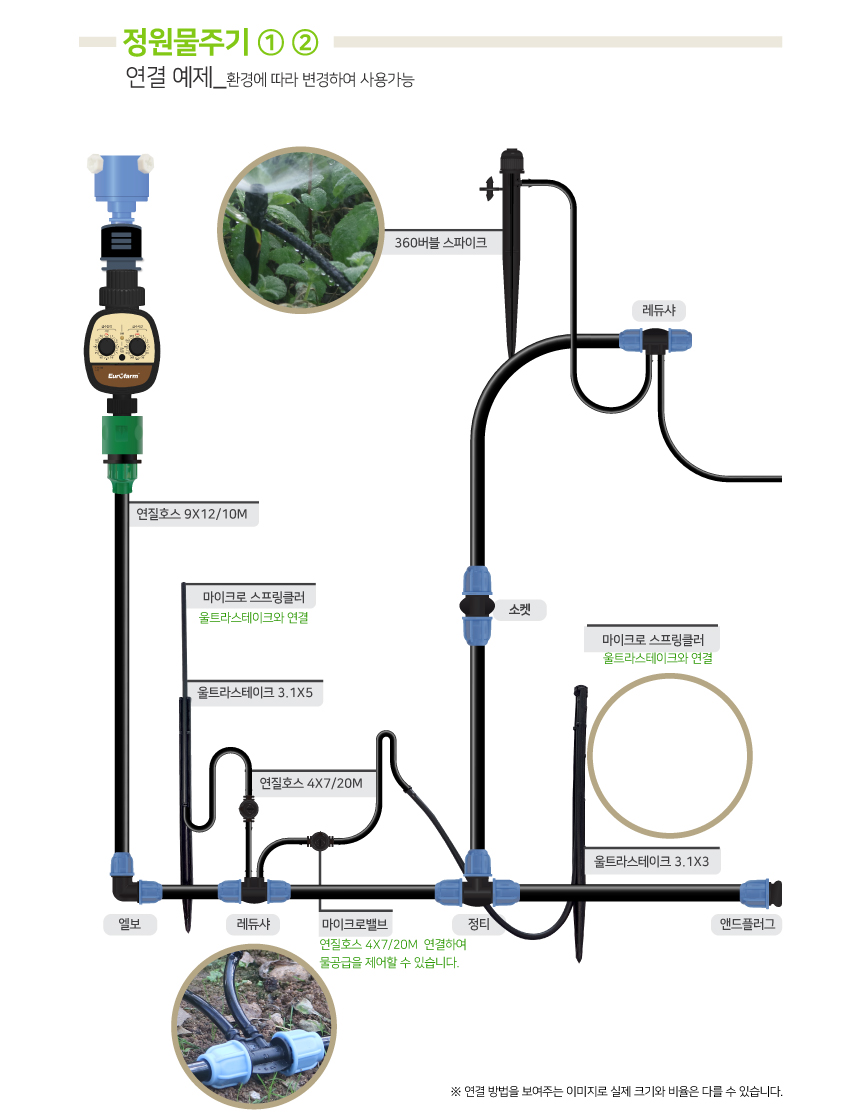 정원물주기 ① ②
연결 예제_환경에 따라 변경하여 사용가능
360버블 스파이크
레듀샤
Eurofarm
연질호스 9X12/10M
마이크로 스프링클러
울트라스테이크와 연결
소켓
마이크로 스프링클러
울트라스테이크와 연결
울트라스테이크 3.1X5
연질호스 4X7/20M
울트라스테이크 3.1X3
엘보
레듀샤
마이크로밸브
정티
앤드플러그
연질호스 4X7/20M 연결하여
물공급을 제어할 수 있습니다.
※ 연결 방법을 보여주는 이미지로 실제 크기와 비율은 다를 수 있습니다.